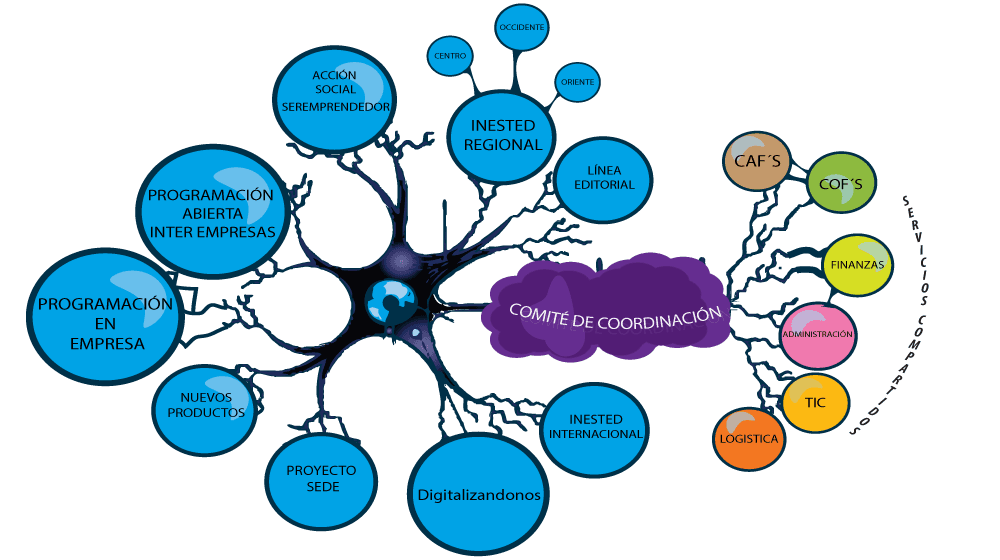 OCCIDENTE
CENTRO
ORIENTE
ACCIÓN
SOCIAL
SEREMPRENDEDOR
INESTED
REGIONAL
LÍNEA
EDITORIAL
PROGRAMACIÓN
ABIERTA
INTER EMPRESAS
PROGRAMACIÓN
EN
EMPRESA
NUEVOS
PRODUCTOS
PROYECTO
SEDE
Digitalizandonos
INESTED
INTERNACIONAL
COMITÉ DE COORDINACIÓN
CAF´S
COF´S
FINANZAS
ADMINISTRACIÓN
TIC
LOGISTICA
SERVICIOS COMPARTIDOS